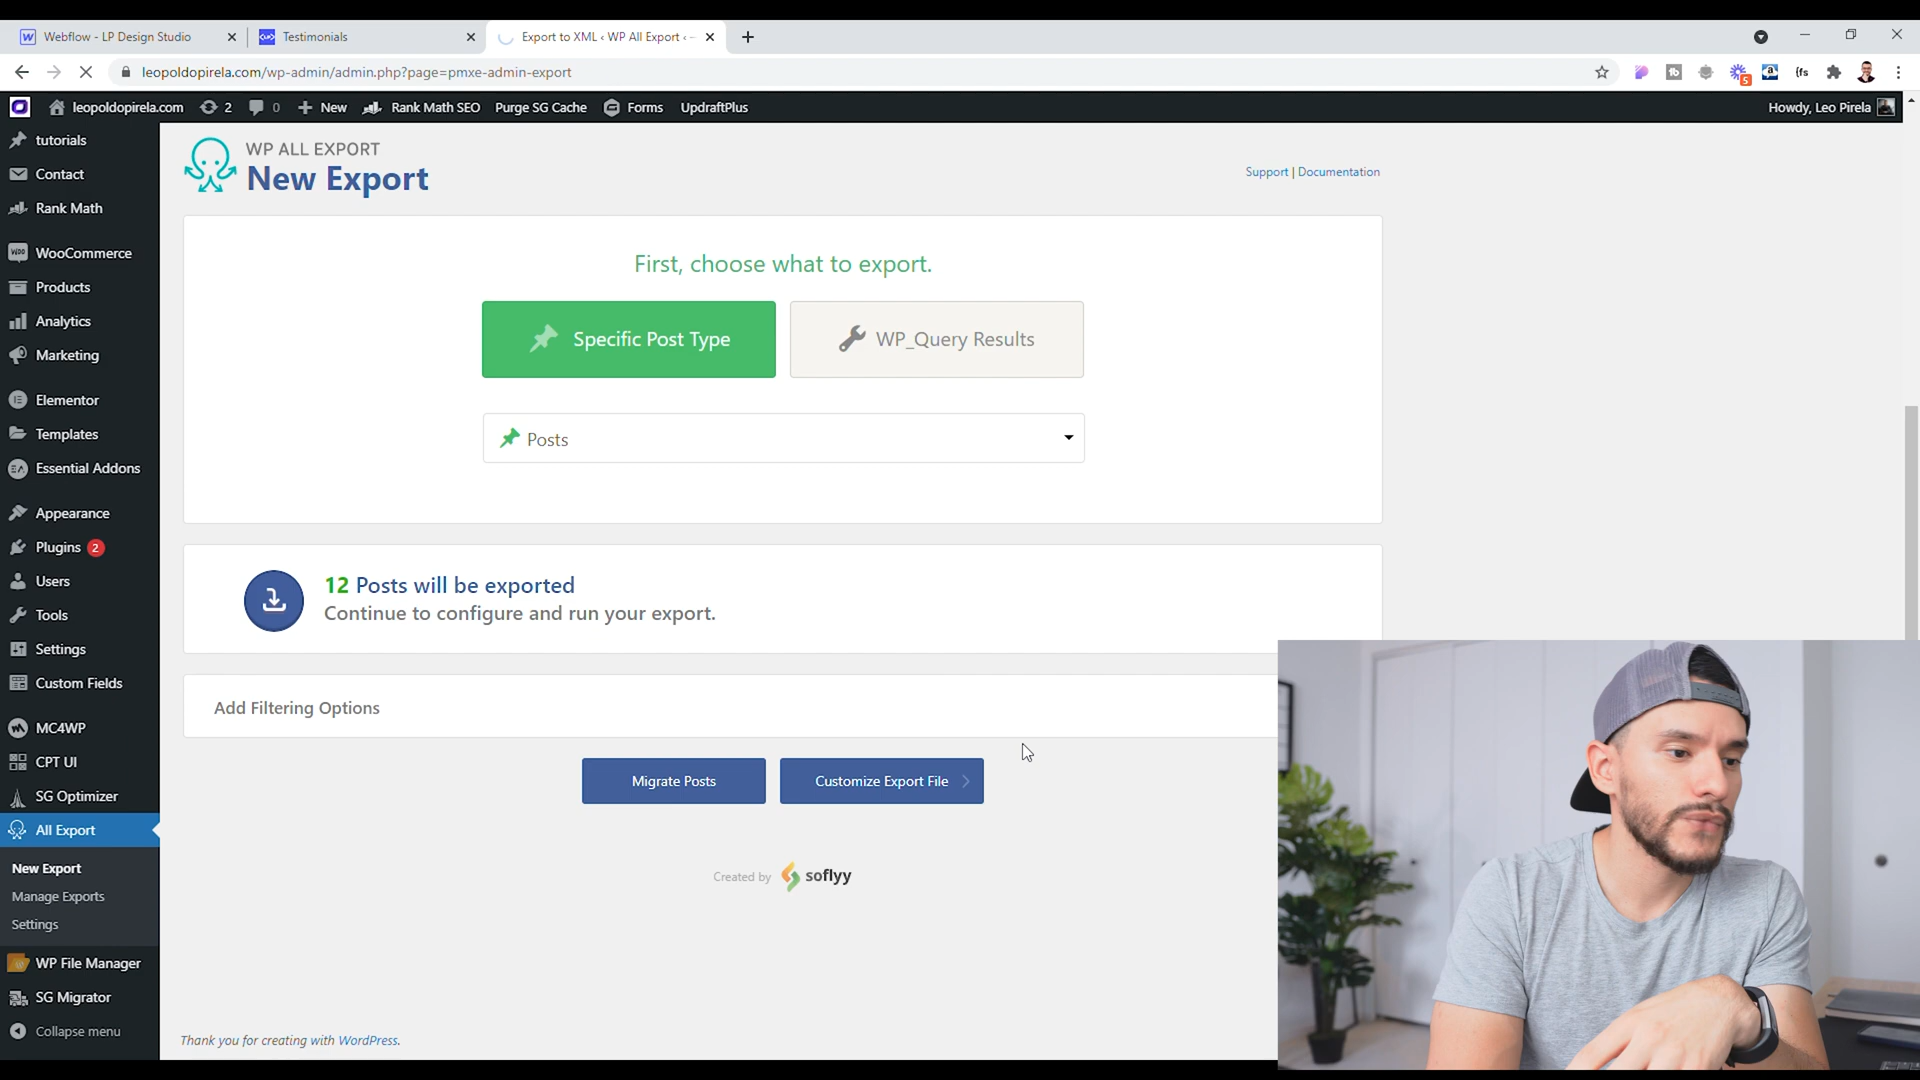 Webflow - LP Design Studio
Testimonials
Export to XML ‹ WP All Export ‹ –
leopoldopirela.com/wp-admin/admin.php?page=pmxe-admin-export
leopoldopirela.com
2
0
New
Rank Math SEO
Purge SG Cache
Forms
UpdraftPlus
Howdy, Leo Pirela
tutorials
Contact
Rank Math
WooCommerce
Products
Analytics
Marketing
Elementor
Templates
Essential Addons
Appearance
Plugins 2
Users
Tools
Settings
Custom Fields
MC4WP
CPT UI
SG Optimizer
All Export
New Export
Manage Exports
Settings
WP File Manager
SG Migrator
Collapse menu
WP ALL EXPORT
New Export
Support | Documentation
First, choose what to export.
Specific Post Type
WP_Query Results
Posts
12 Posts will be exported
Continue to configure and run your export.
Add Filtering Options
Migrate Posts
Customize Export File
Created by soflyy
Thank you for creating with WordPress.